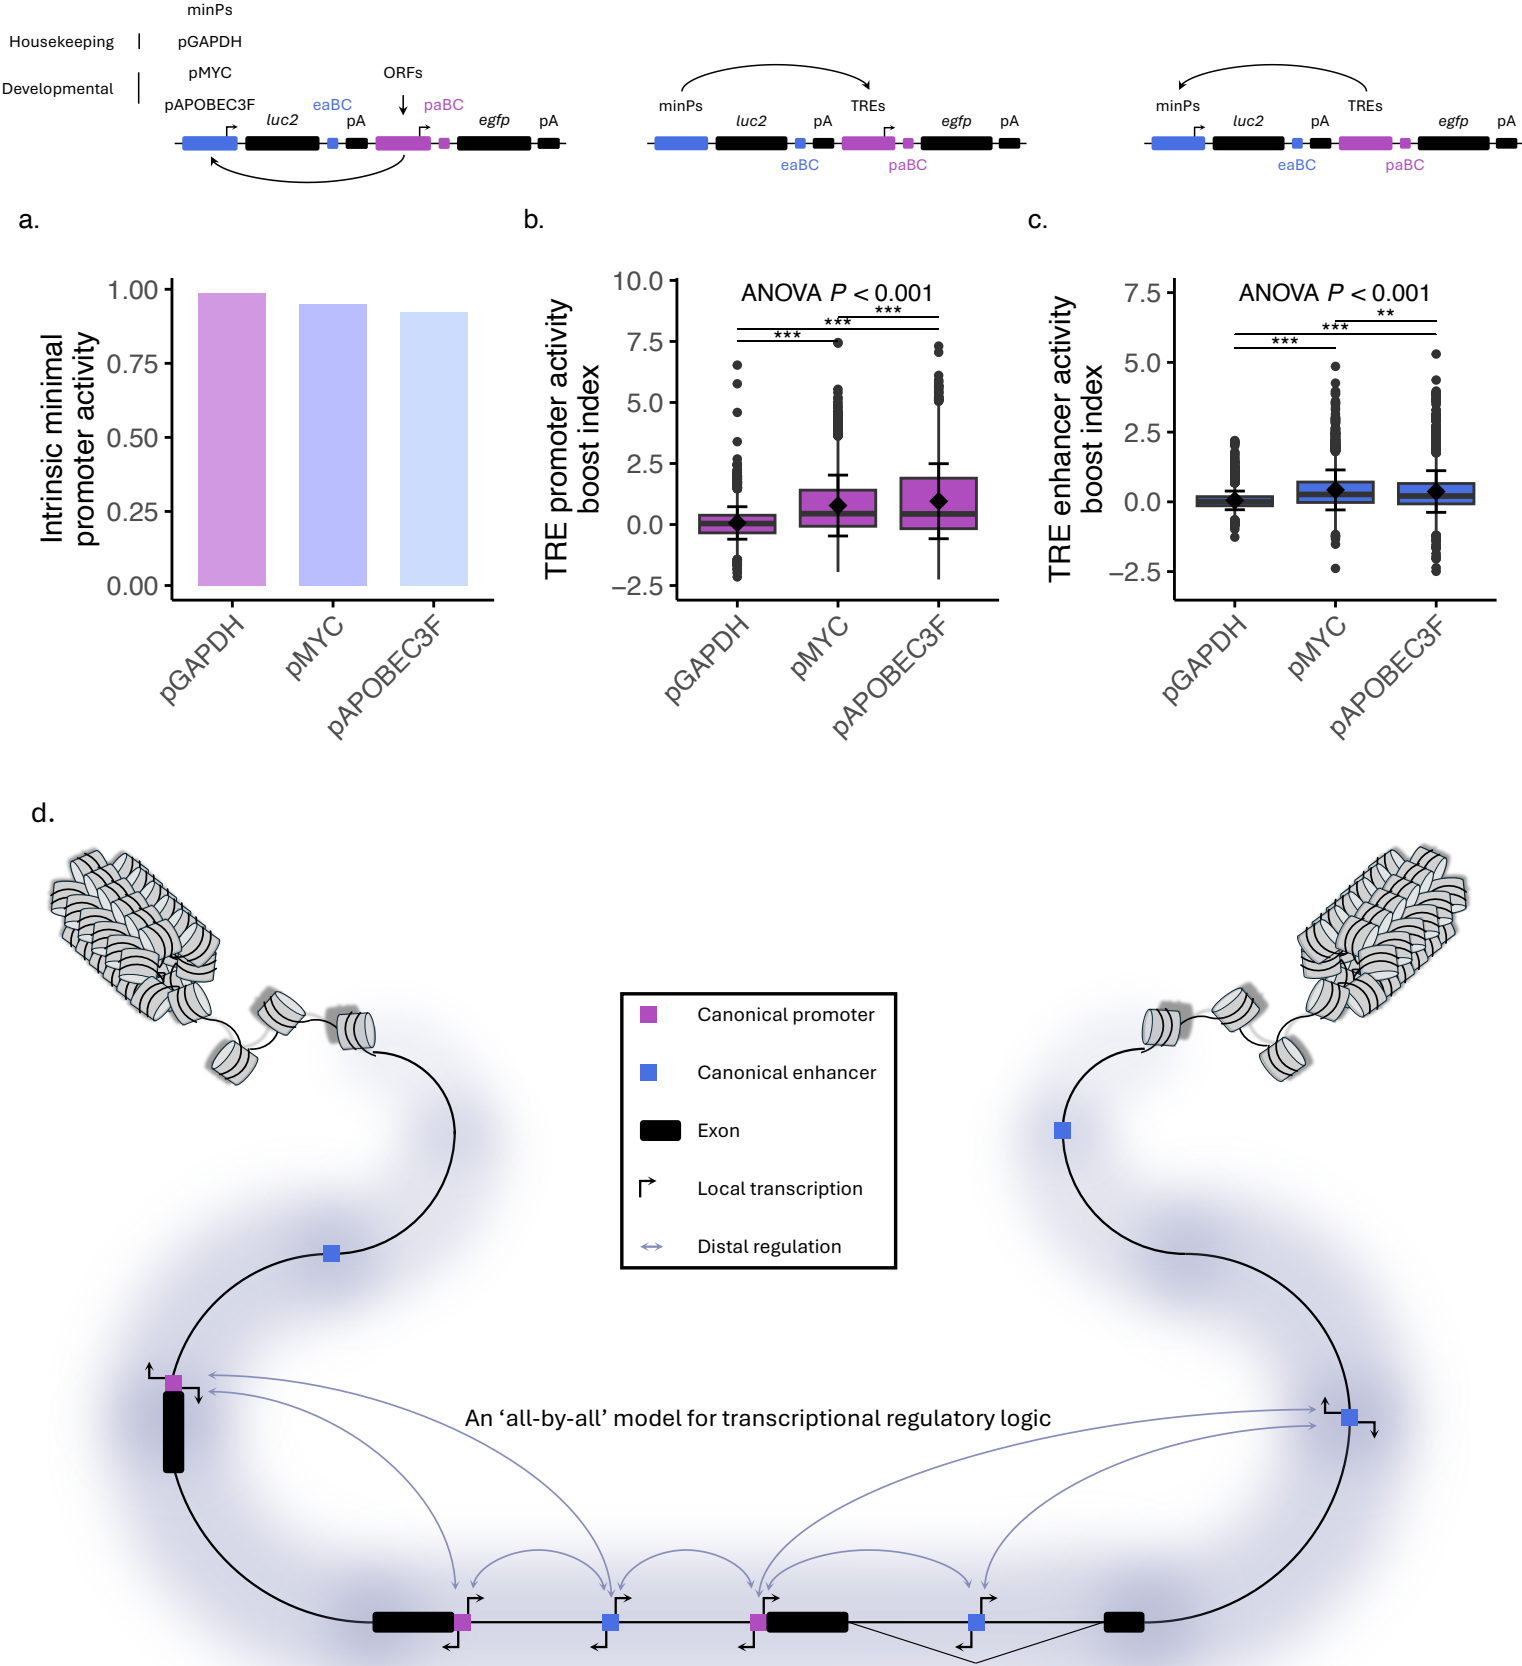 minPs
Housekeeping | pGAPDH
Developmental | pMYC
pAPOBEC3F
ORFs
eaBC
paBC
luc2
pA
egfp
pA
minPs
TREs
luc2
pA
egfp
pA
eaBC
paBC
minPs
TREs
luc2
pA
egfp
pA
eaBC
paBC
a.
Intrinsic minimal
promoter activity
1.00
0.75
0.50
0.25
0.00
pGAPDH
pMYC
pAPOBEC3F
b.
TRE promoter activity
boost index
10.0
7.5
5.0
2.5
0.0
−2.5
ANOVA P < 0.001
***
***
***
pGAPDH
pMYC
pAPOBEC3F
c.
TRE enhancer activity
boost index
7.5
5.0
2.5
0.0
−2.5
ANOVA P < 0.001
**
***
***
pGAPDH
pMYC
pAPOBEC3F
d.
Canonical promoter
Canonical enhancer
Exon
Local transcription
Distal regulation
An ‘all-by-all’ model for transcriptional regulatory logic